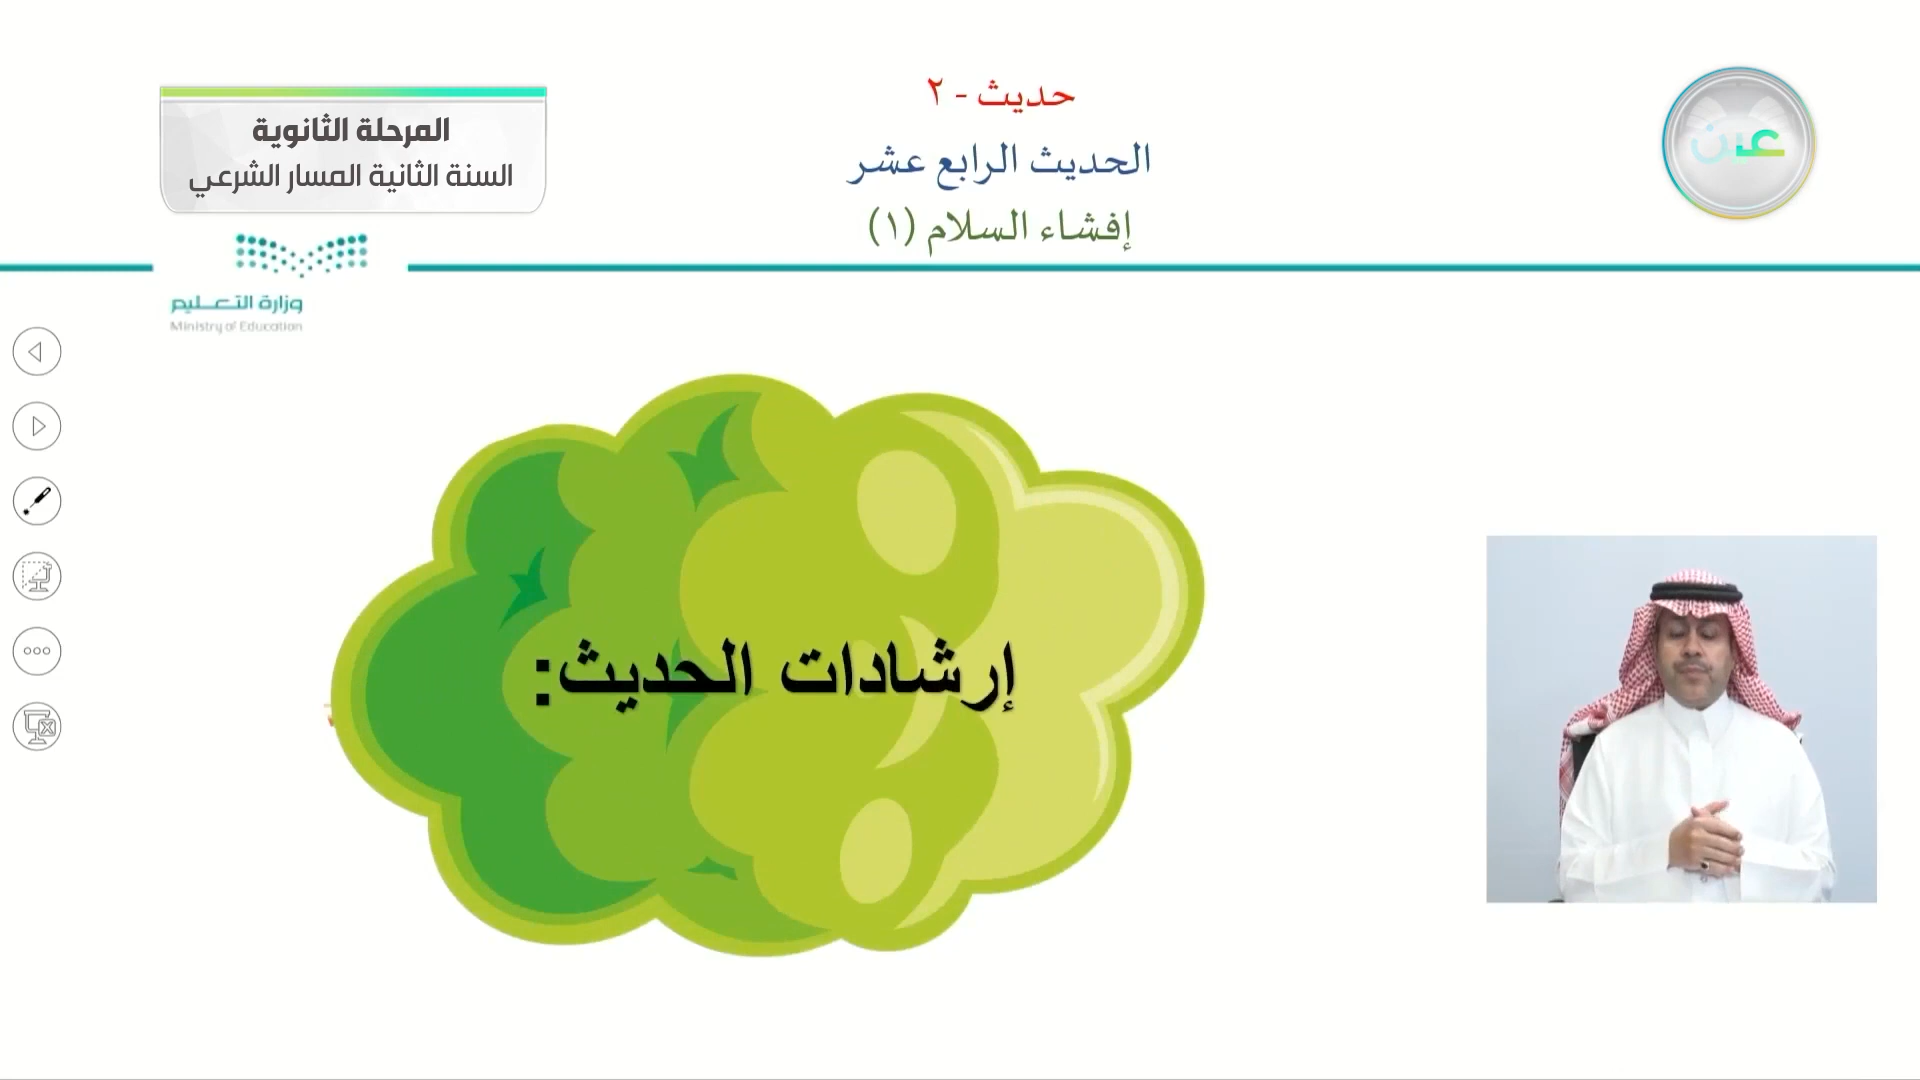 حديث - ٢
الحديث الرابع عشر
إفشاء السلام (١)
المرحلة الثانوية
السنة الثانية المسار الشرعي
عين
وزارة التعـــليم
Ministry of Education
إرشادات الحديث: